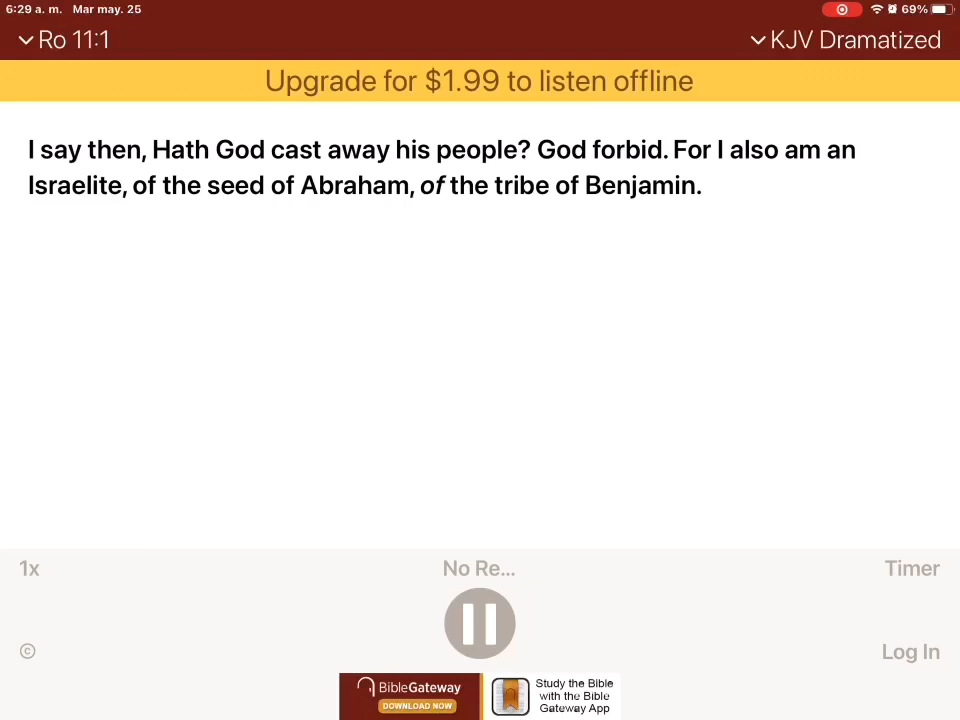 6:29 a. m. Mar may. 25
69%
Ro 11:1
KJV Dramatized
Upgrade for $1.99 to listen offline
I say then, Hath God cast away his people? God forbid. For I also am an
Israelite, of the seed of Abraham, of the tribe of Benjamin.
1x
No Re...
Timer
©
Log In
BibleGateway
DOWNLOAD NOW
Study the Bible
with the Bible
Gateway App